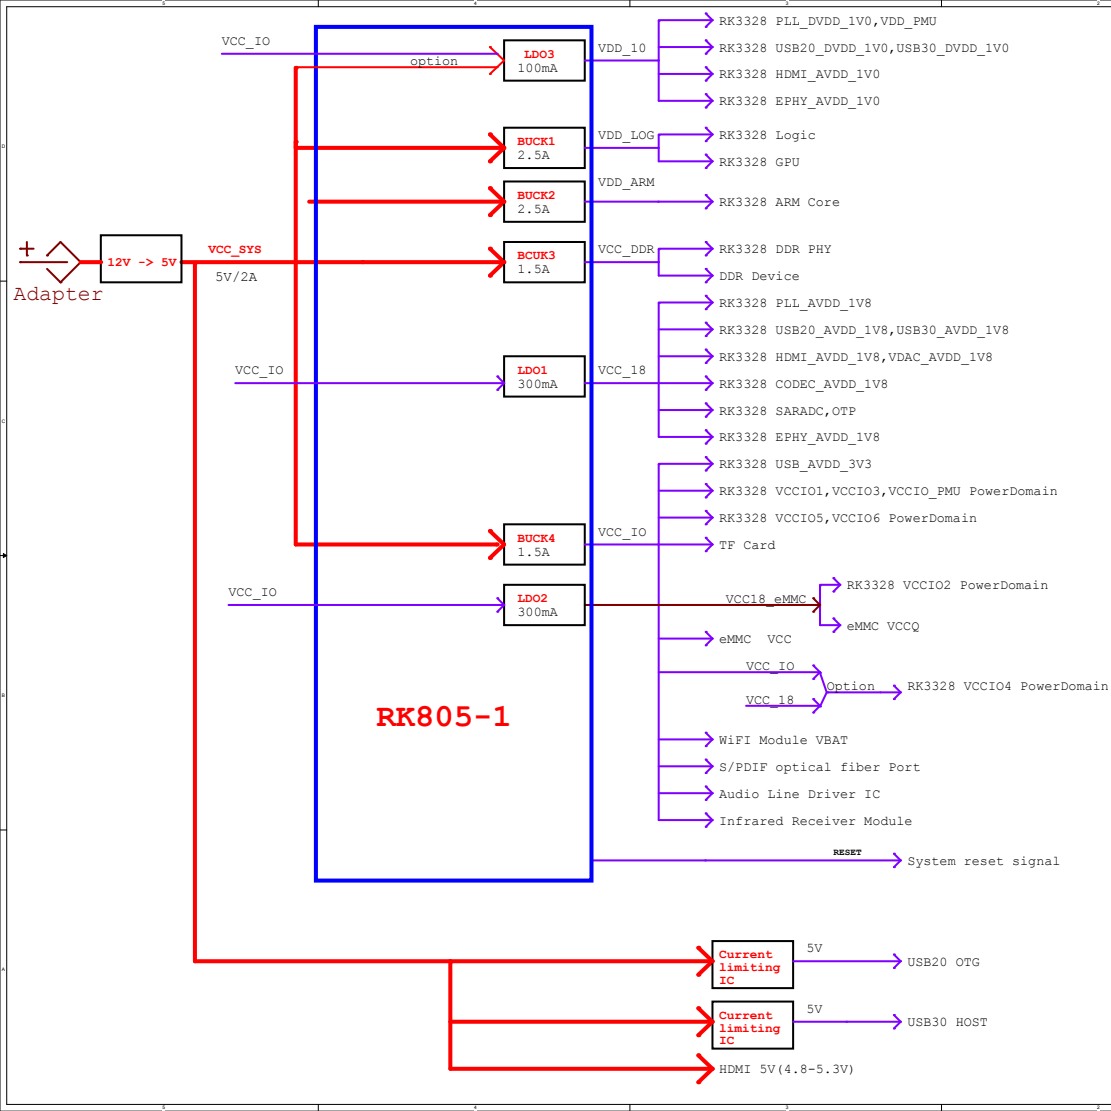 RK3328 PLL_DVDD_1V0,VDD_PMU
VCC_IO
VDD_10
RK3328 USB20_DVDD_1V0,USB30_DVDD_1V0
option
LDO3
100mA
RK3328 HDMI_AVDD_1V0
RK3328 EPHY_AVDD_1V0
BUCK1
2.5A
VDD_LOG
RK3328 Logic
RK3328 GPU
BUCK2
2.5A
VDD_ARM
RK3328 ARM Core
+
Adapter
12V -> 5V
VCC_SYS
5V/2A
BCUK3
1.5A
VCC_DDR
RK3328 DDR PHY
DDR Device
RK3328 PLL_AVDD_1V8
RK3328 USB20_AVDD_1V8,USB30_AVDD_1V8
RK3328 HDMI_AVDD_1V8,VDAC_AVDD_1V8
VCC_IO
LDO1
300mA
VCC_18
RK3328 CODEC_AVDD_1V8
RK3328 SARADC,OTP
RK3328 EPHY_AVDD_1V8
RK3328 USB_AVDD_3V3
RK3328 VCCIO1,VCCIO3,VCCIO_PMU PowerDomain
RK3328 VCCIO5,VCCIO6 PowerDomain
BUCK4
1.5A
VCC_IO
TF Card
VCC_IO
LDO2
300mA
VCC18_eMMC
RK3328 VCCIO2 PowerDomain
eMMC VCCQ
eMMC  VCC
VCC_IO
Option
RK3328 VCCIO4 PowerDomain
VCC_18
RK805-1
WiFI Module VBAT
S/PDIF optical fiber Port
Audio Line Driver IC
Infrared Receiver Module
RESET
System reset signal
Current
limiting
IC
5V
USB20 OTG
Current
limiting
IC
5V
USB30 HOST
HDMI 5V(4.8-5.3V)